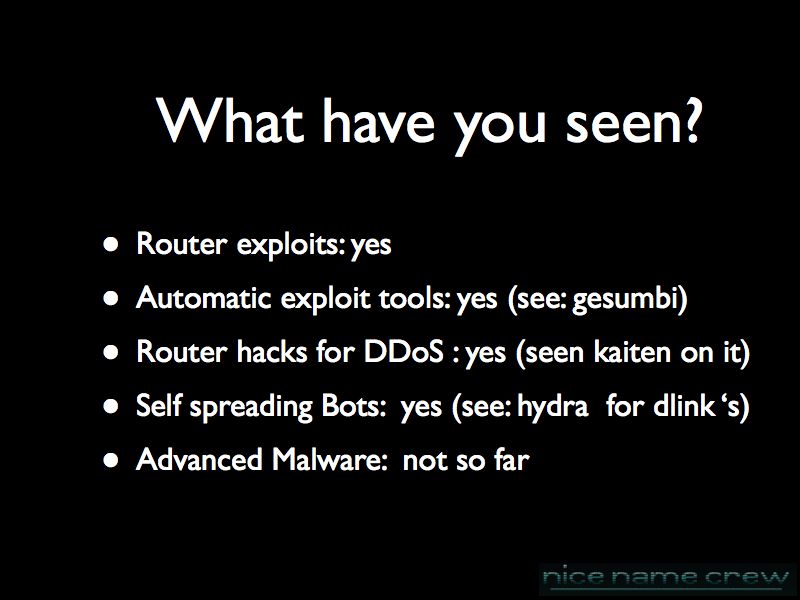 What have you seen?
• Router exploits: yes
• Automatic exploit tools: yes (see: gesumbi)
• Router hacks for DDoS : yes (seen kaiten on it)
• Self spreading Bots:  yes (see: hydra  for dlink ‘s)
• Advanced Malware:  not so far
nice name crew